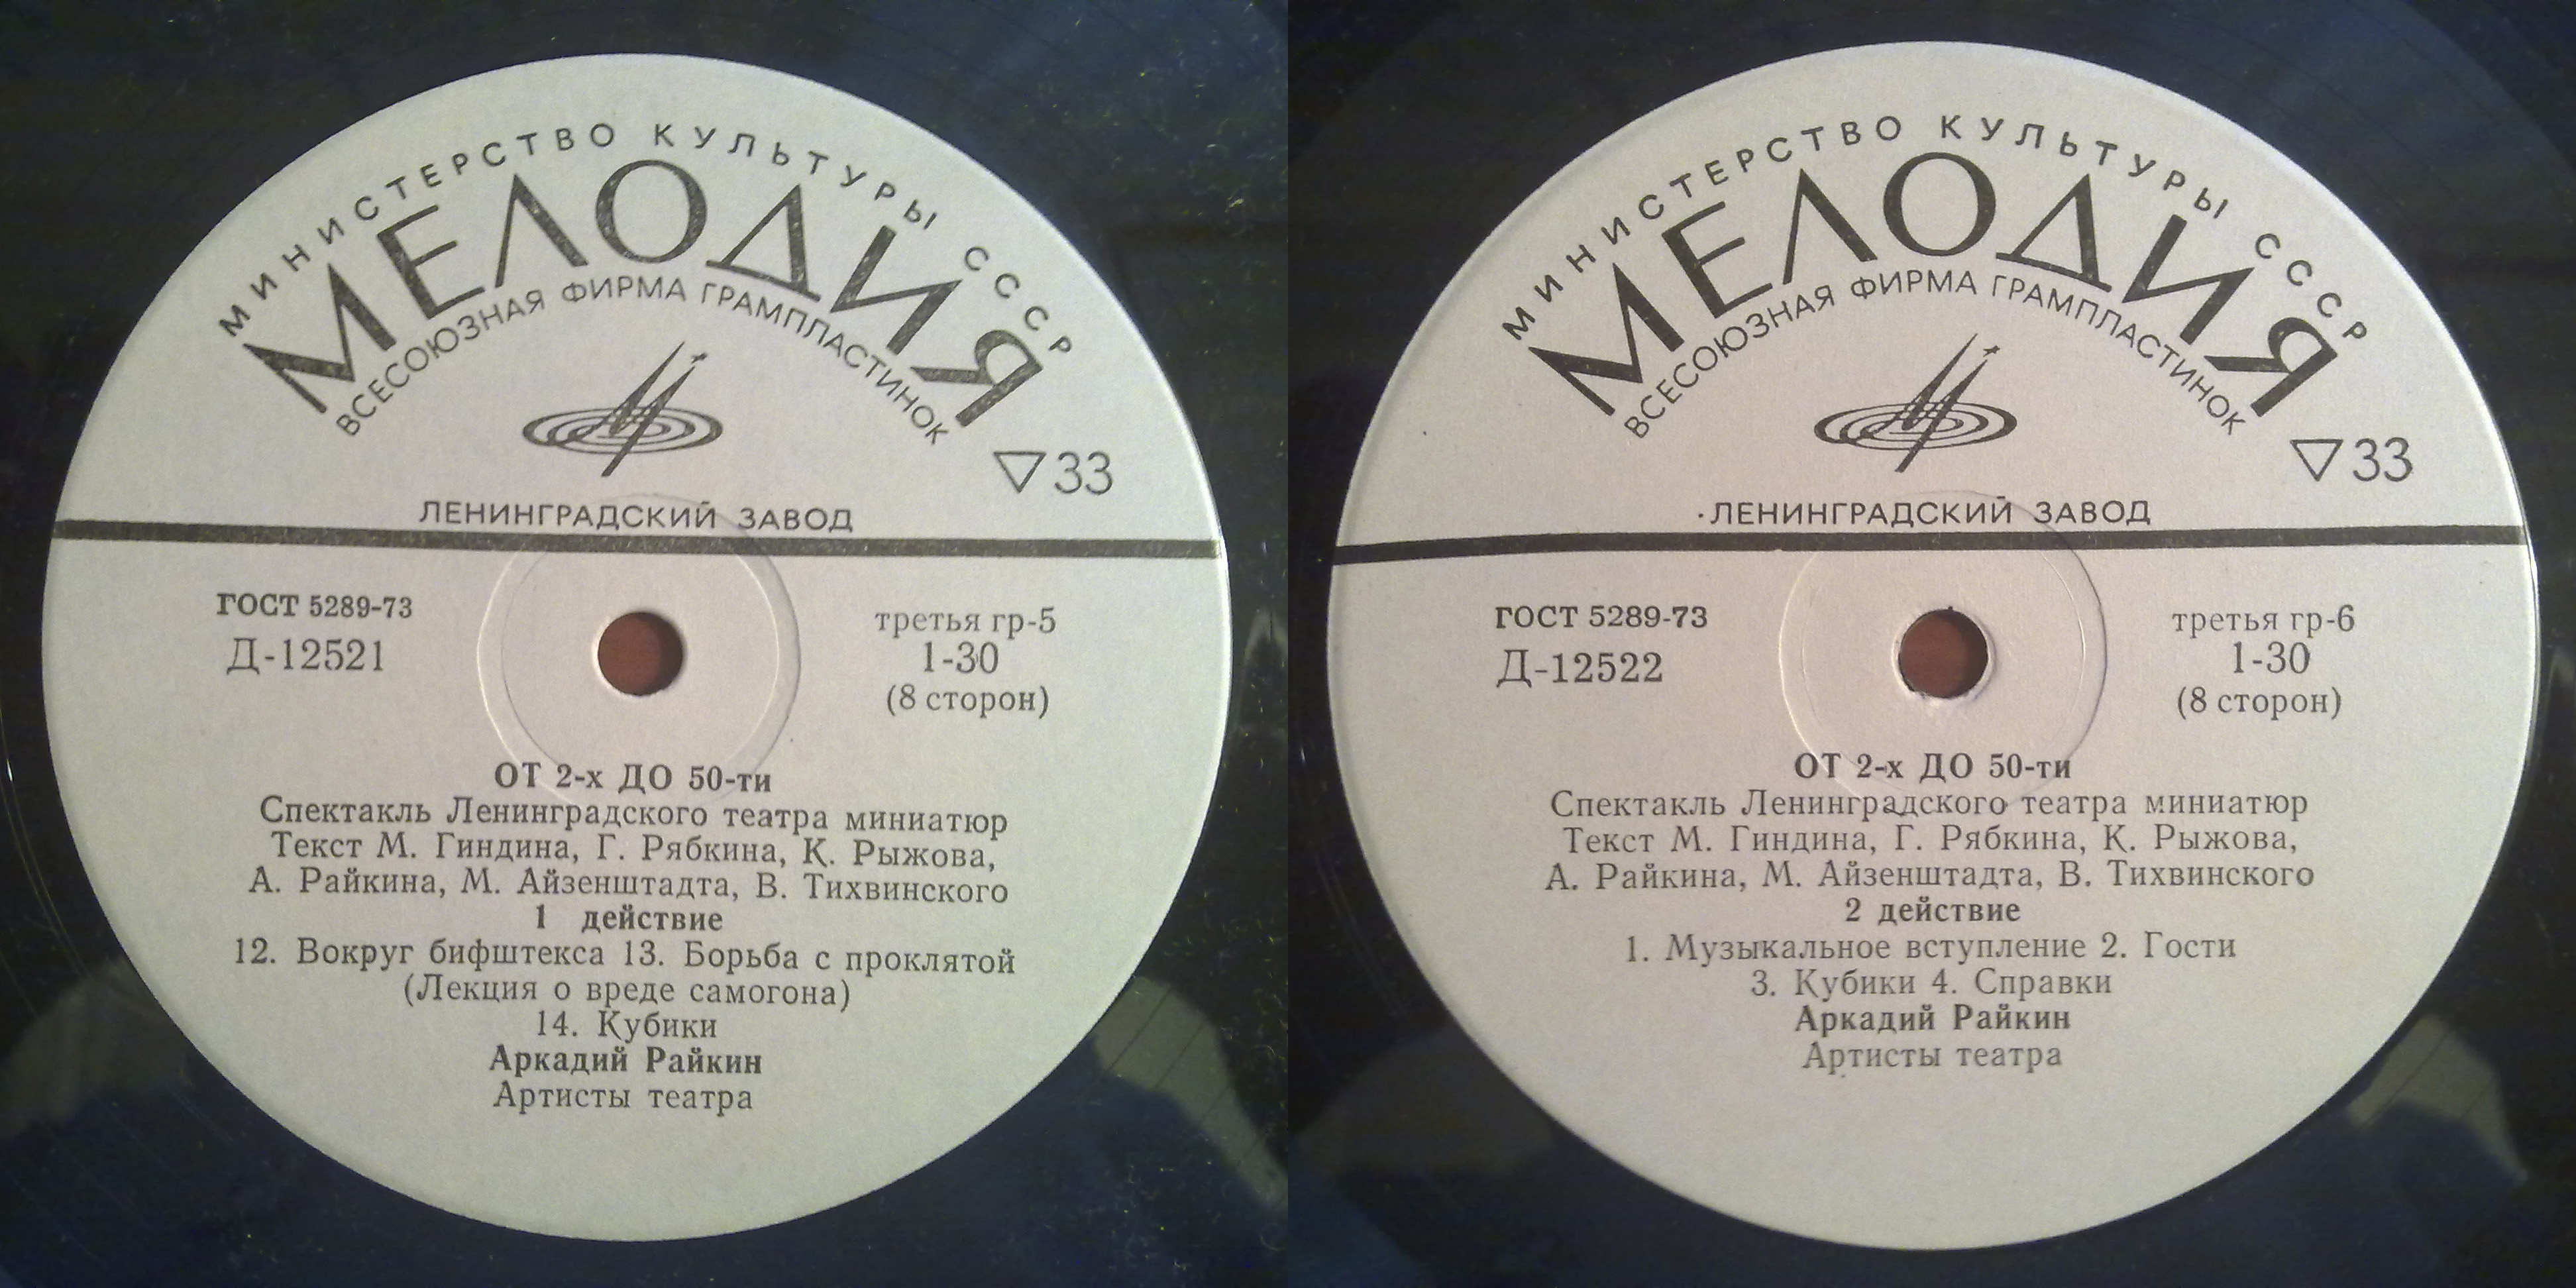 МИНИСТЕРСТВО КУЛЬТУРЫ СССР
МЕЛОДИЯ
ВСЕСОЮЗНАЯ ФИРМА ГРАМПЛАСТИНОК
▽33
ЛЕНИНГРАДСКИЙ ЗАВОД
ГОСТ 5289-73
Д-12521
третья гр-5
1-30
(8 сторон)
ОТ 2-х ДО 50-ти
Спектакль Ленинградского театра миниатюр
Текст М. Гиндина, Г. Рябкина, К. Рыжова,
А. Райкина, М. Айзенштадта, В. Тихвинского
1 действие
12. Вокруг бифштекса 13. Борьба с проклятой
(Лекция о вреде самогона)
14. Кубики
Аркадий Райкин
Артисты театра
МИНИСТЕРСТВО КУЛЬТУРЫ СССР
МЕЛОДИЯ
ВСЕСОЮЗНАЯ ФИРМА ГРАМПЛАСТИНОК
▽33
ЛЕНИНГРАДСКИЙ ЗАВОД
ГОСТ 5289-73
Д-12522
третья гр-6
1-30
(8 сторон)
ОТ 2-х ДО 50-ти
Спектакль Ленинградского театра миниатюр
Текст М. Гиндина, Г. Рябкина, К. Рыжова,
А. Райкина, М. Айзенштадта, В. Тихвинского
2 действие
1. Музыкальное вступление 2. Гости
3. Кубики 4. Справки
Аркадий Райкин
Артисты театра